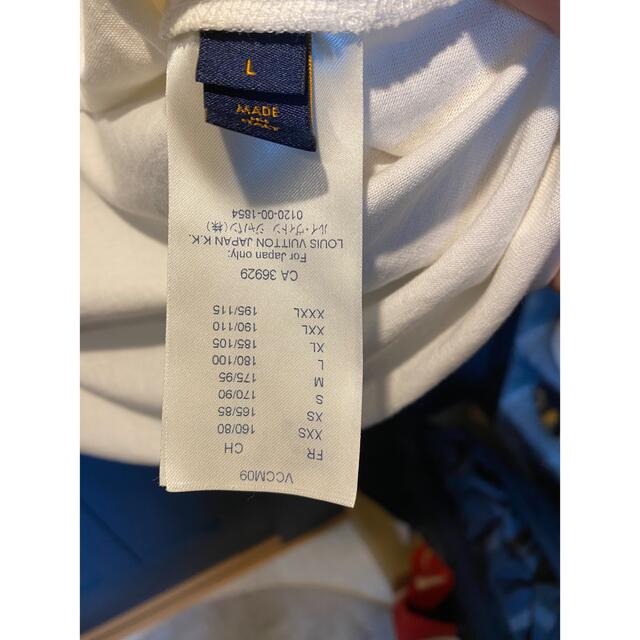 L
MADE
IN
ITALY
VCCM09
FR CH
XXS 160/80
XS 165/85
S 170/90
M 175/95
L 180/100
XL 185/105
XXL 190/110
XXXL 195/115
CA 36929
For Japan only:
LOUIS VUITTON JAPAN K.K.
ルイ・ヴィトン ジャパン(株)
0120-00-1854